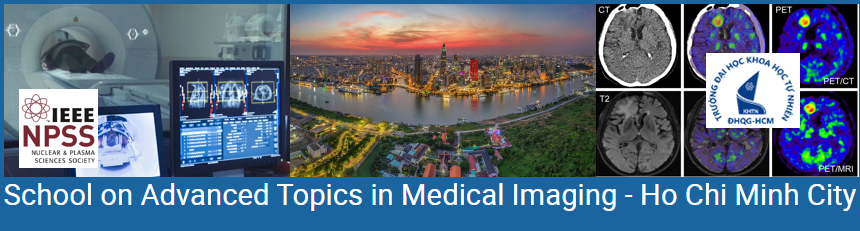 IEEE
NPSS
NUCLEAR & PLASMA
SCIENCES SOCIETY
CT
PET
PET/CT
T2
PET/MRI
TRƯỜNG ĐẠI HỌC KHOA HỌC TỰ NHIÊN
KHTN
ĐHQG-HCM
School on Advanced Topics in Medical Imaging - Ho Chi Minh City